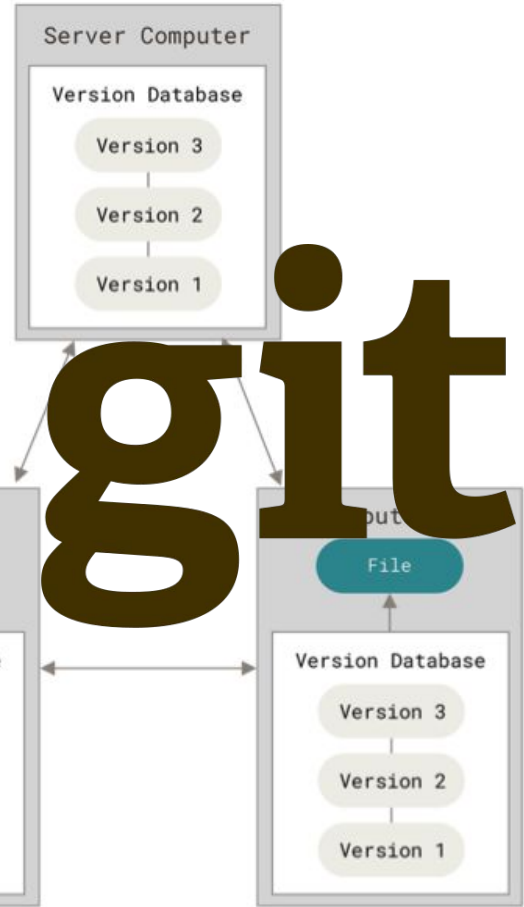 Server Computer
Version Database
Version 3
Version 2
Version 1
git
File
Version Database
Version 3
Version 2
Version 1